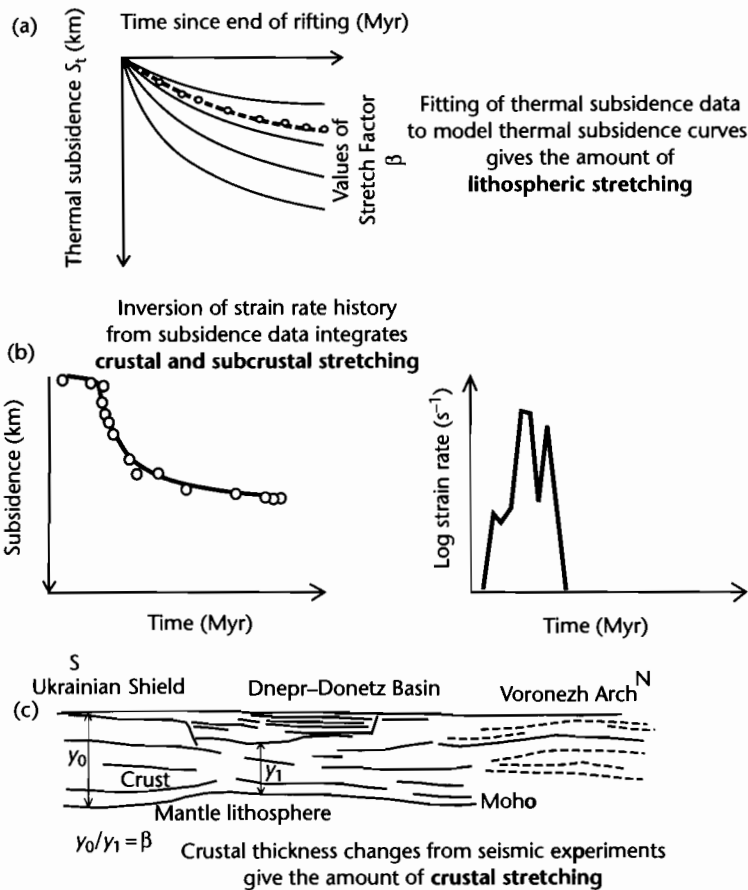 (a)
Time since end of rifting (Myr)
Thermal subsidence St (km)
Values of
Stretch Factor
β
Fitting of thermal subsidence data
to model thermal subsidence curves
gives the amount of
lithospheric stretching
Inversion of strain rate history
from subsidence data integrates
crustal and subcrustal stretching
(b)
Subsidence (km)
Time (Myr)
Log strain rate (s⁻¹)
Time (Myr)
S
Ukrainian Shield
Dnepr–Donetz Basin
Voronezh Arch
N
(c)
y₀
y₁
Crust
Moho
Mantle lithosphere
y₀/y₁ = β
Crustal thickness changes from seismic experiments
give the amount of crustal stretching